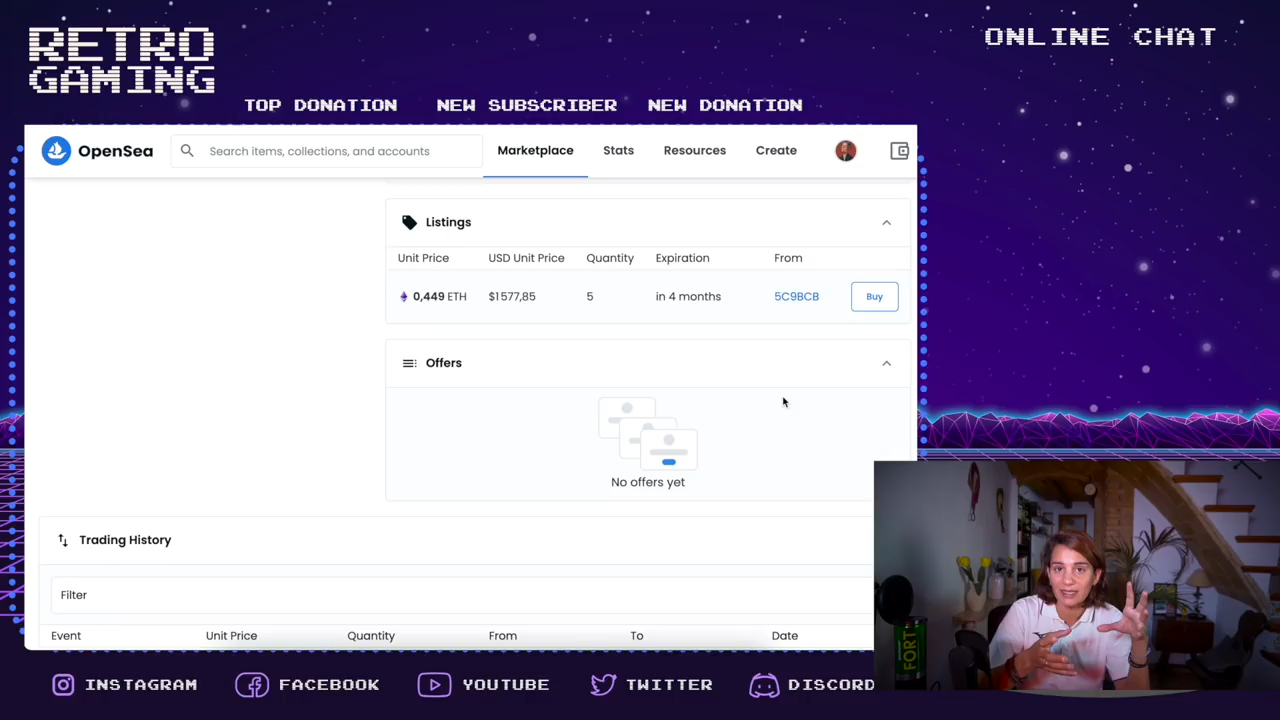 RETRO
GAMING
ONLINE CHAT
TOP DONATION
NEW SUBSCRIBER
NEW DONATION
OpenSea
Search items, collections, and accounts
Marketplace
Stats
Resources
Create
Listings
Unit Price
USD Unit Price
Quantity
Expiration
From
0,449 ETH
$1577,85
5
in 4 months
5C9BCB
Buy
Offers
No offers yet
Trading History
Filter
Event
Unit Price
Quantity
From
To
Date
FORT
INSTAGRAM
FACEBOOK
YOUTUBE
TWITTER
DISCORD